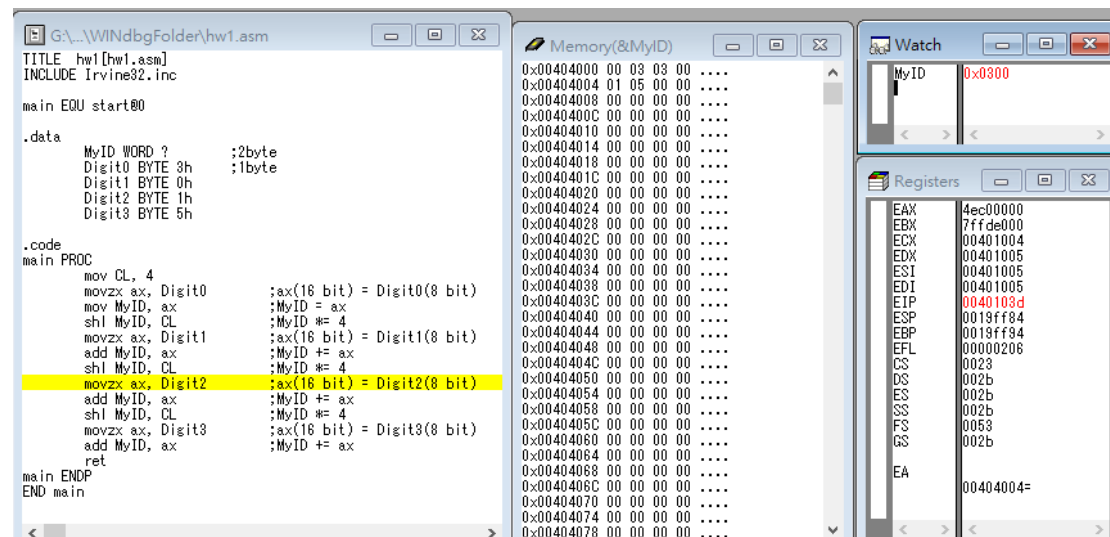 G:\...\WINdbgFolder\hw1.asm
TITLE hw1[hw1.asm]
INCLUDE Irvine32.inc
main EQU start@0
.data
MyID WORD ? ;2byte
Digit0 BYTE 3h ;1byte
Digit1 BYTE 0h
Digit2 BYTE 1h
Digit3 BYTE 5h
.code
main PROC
mov CL, 4
movzx ax, Digit0 ;ax(16 bit) = Digit0(8 bit)
mov MyID, ax ;MyID = ax
shl MyID, CL ;MyID *= 4
movzx ax, Digit1 ;ax(16 bit) = Digit1(8 bit)
add MyID, ax ;MyID += ax
shl MyID, CL ;MyID *= 4
movzx ax, Digit2 ;ax(16 bit) = Digit2(8 bit)
add MyID, ax ;MyID += ax
shl MyID, CL ;MyID *= 4
movzx ax, Digit3 ;ax(16 bit) = Digit3(8 bit)
add MyID, ax ;MyID += ax
ret
main ENDP
END main
Memory(&MyID)
0x00404000 00 03 03 00 ....
0x00404004 01 05 00 00 ....
0x00404008 00 00 00 00 ....
0x0040400C 00 00 00 00 ....
0x00404010 00 00 00 00 ....
0x00404014 00 00 00 00 ....
0x00404018 00 00 00 00 ....
0x0040401C 00 00 00 00 ....
0x00404020 00 00 00 00 ....
0x00404024 00 00 00 00 ....
0x00404028 00 00 00 00 ....
0x0040402C 00 00 00 00 ....
0x00404030 00 00 00 00 ....
0x00404034 00 00 00 00 ....
0x00404038 00 00 00 00 ....
0x0040403C 00 00 00 00 ....
0x00404040 00 00 00 00 ....
0x00404044 00 00 00 00 ....
0x00404048 00 00 00 00 ....
0x0040404C 00 00 00 00 ....
0x00404050 00 00 00 00 ....
0x00404054 00 00 00 00 ....
0x00404058 00 00 00 00 ....
0x0040405C 00 00 00 00 ....
0x00404060 00 00 00 00 ....
0x00404064 00 00 00 00 ....
0x00404068 00 00 00 00 ....
0x0040406C 00 00 00 00 ....
0x00404070 00 00 00 00 ....
0x00404074 00 00 00 00 ....
0x00404078 00 00 00 00 ....
Watch
MyID 0x0300
Registers
EAX 4ec00000
EBX 7ffde000
ECX 00401004
EDX 00401005
ESI 00401005
EDI 00401005
EIP 0040103d
ESP 0019ff84
EBP 0019ff94
EFL 00000206
CS 0023
DS 002b
ES 002b
SS 002b
FS 0053
GS 002b
EA
00404004=